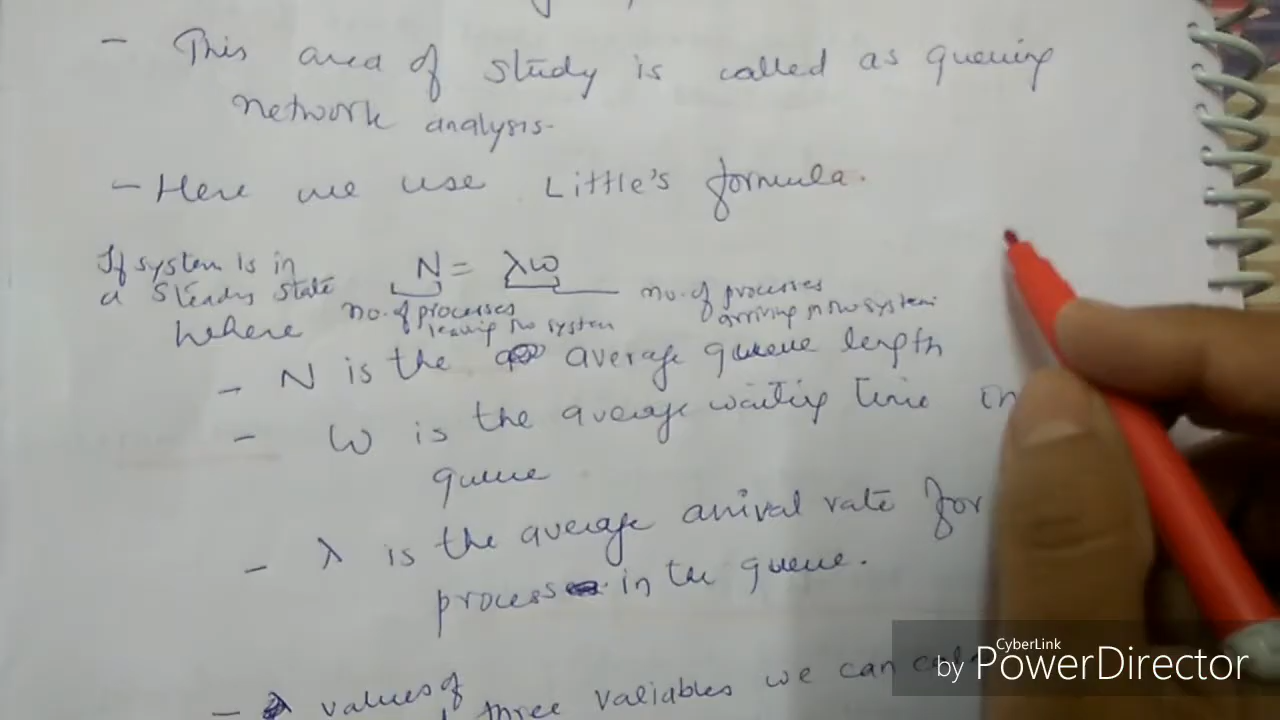 - This area of study is called as queuing
network analysis.
- Here we use Little's formula.
If system is in
a steady state
N = λW
no. of processes
leaving the system
no. of processes
arriving in the system
where
- N is the average queue length
- W is the average waiting time in
queue
- λ is the average arrival rate for
process in the queue.
- values of
three variables we can
CyberLink
by PowerDirector